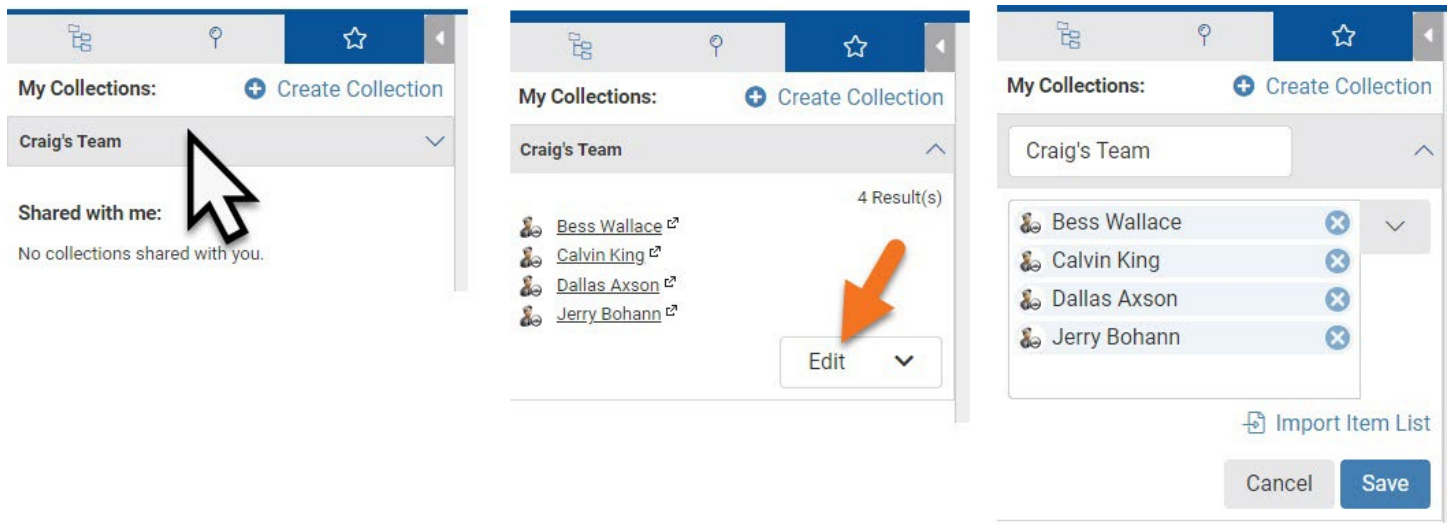 My Collections: Create Collection
Craig's Team
Shared with me:
No collections shared with you.
My Collections: Create Collection
Craig's Team
4 Result(s)
Bess Wallace
Calvin King
Dallas Axson
Jerry Bohann
Edit
My Collections: Create Collection
Craig's Team
Bess Wallace
Calvin King
Dallas Axson
Jerry Bohann
Import Item List
Cancel Save